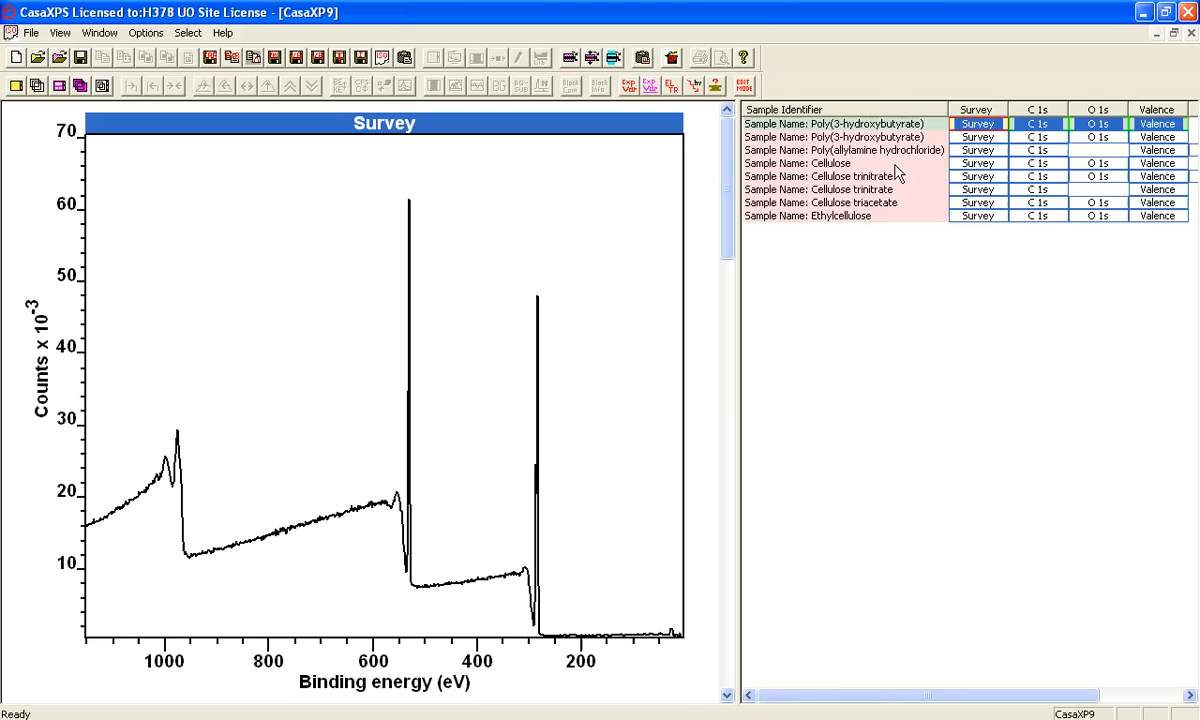 CasaXPS Licensed to:H378 UO Site License - [CasaXP9]
File View Window Options Select Help
Survey
70
60
50
40
30
20
10
Counts x 10-3
1000 800 600 400 200
Binding energy (eV)
Sample Identifier Survey C 1s O 1s Valence
Sample Name: Poly(3-hydroxybutyrate) Survey C 1s O 1s Valence
Sample Name: Poly(3-hydroxybutyrate) Survey C 1s O 1s Valence
Sample Name: Poly(allylamine hydrochloride) Survey C 1s Valence
Sample Name: Cellulose Survey C 1s O 1s Valence
Sample Name: Cellulose trinitrate Survey C 1s O 1s Valence
Sample Name: Cellulose trinitrate Survey C 1s Valence
Sample Name: Cellulose triacetate Survey C 1s O 1s Valence
Sample Name: Ethylcellulose Survey C 1s O 1s Valence
Ready CasaXP9